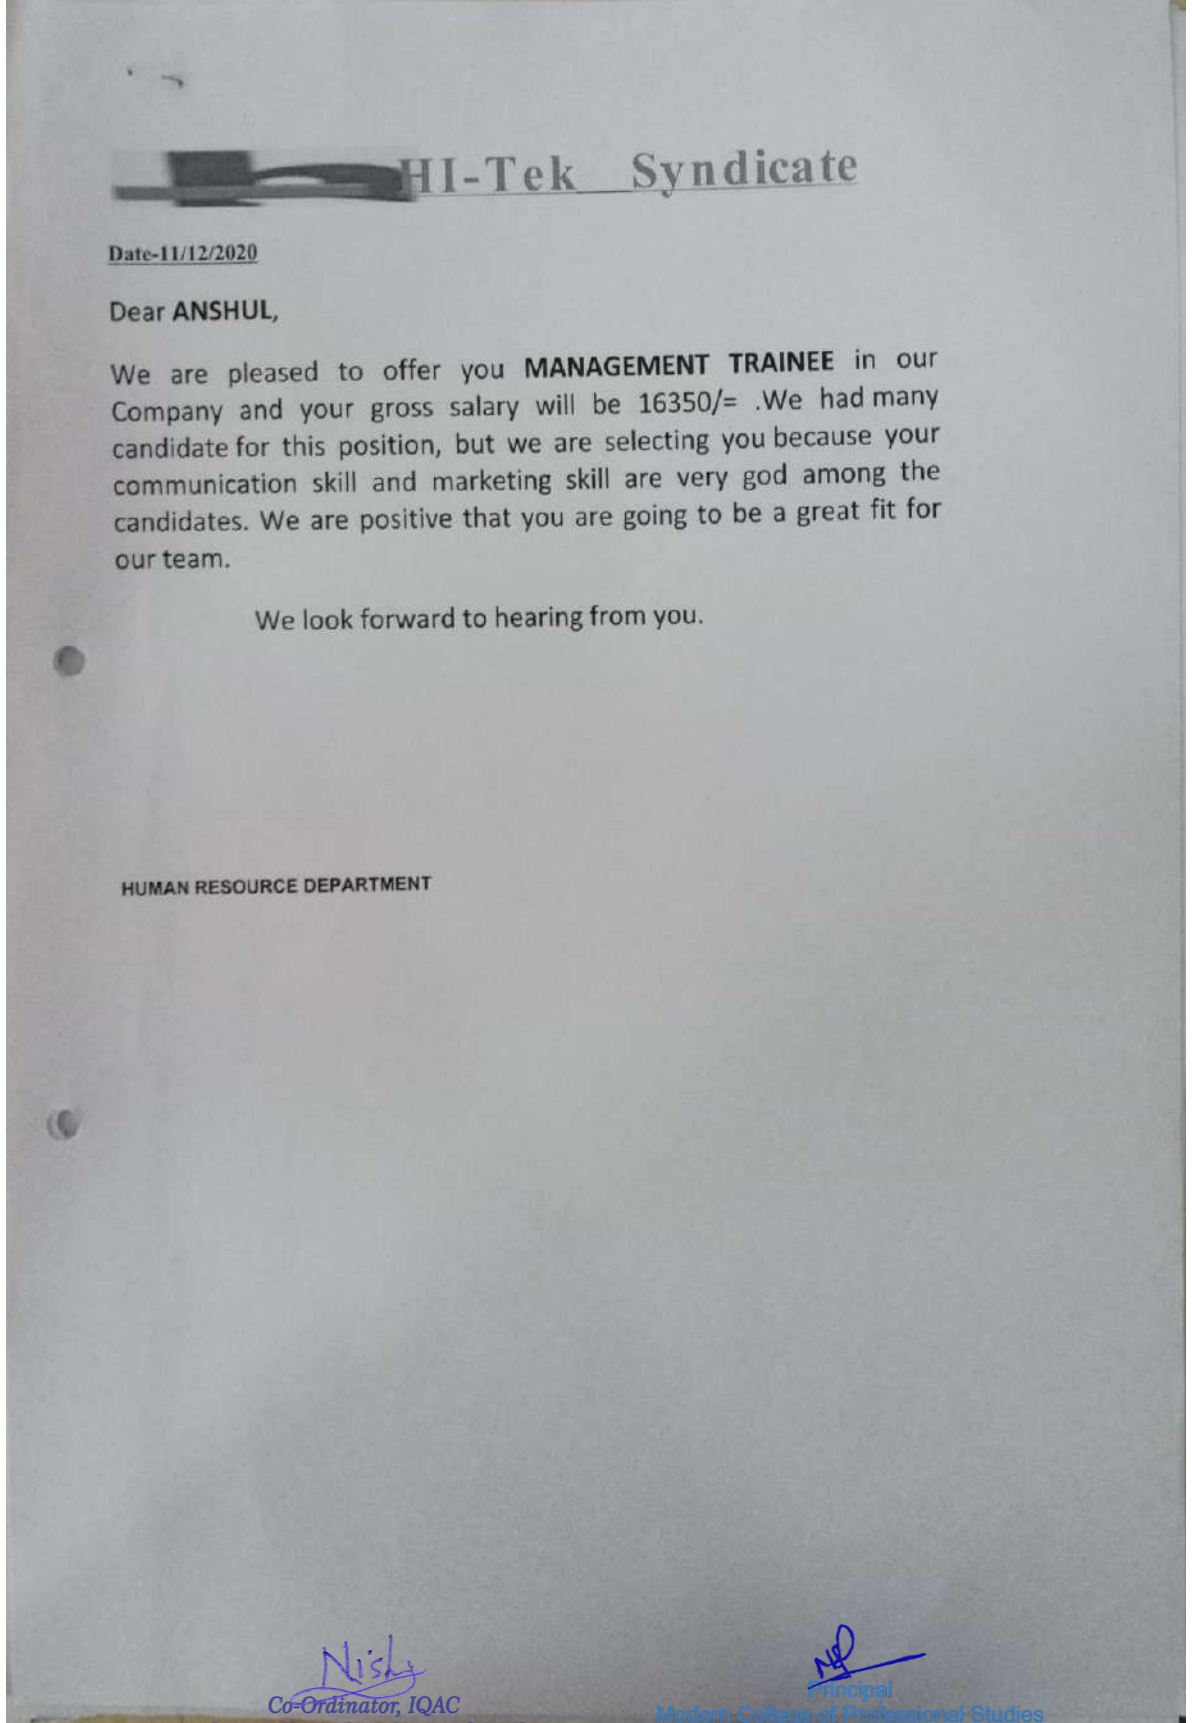 HI-Tek Syndicate
Date-11/12/2020
Dear ANSHUL,
We are pleased to offer you MANAGEMENT TRAINEE in our
Company and your gross salary will be 16350/= .We had many
candidate for this position, but we are selecting you because your
communication skill and marketing skill are very god among the
candidates. We are positive that you are going to be a great fit for
our team.
We look forward to hearing from you.
HUMAN RESOURCE DEPARTMENT
Nishi
Co-Ordinator, IQAC
Principal
Modern College of Professional Studies